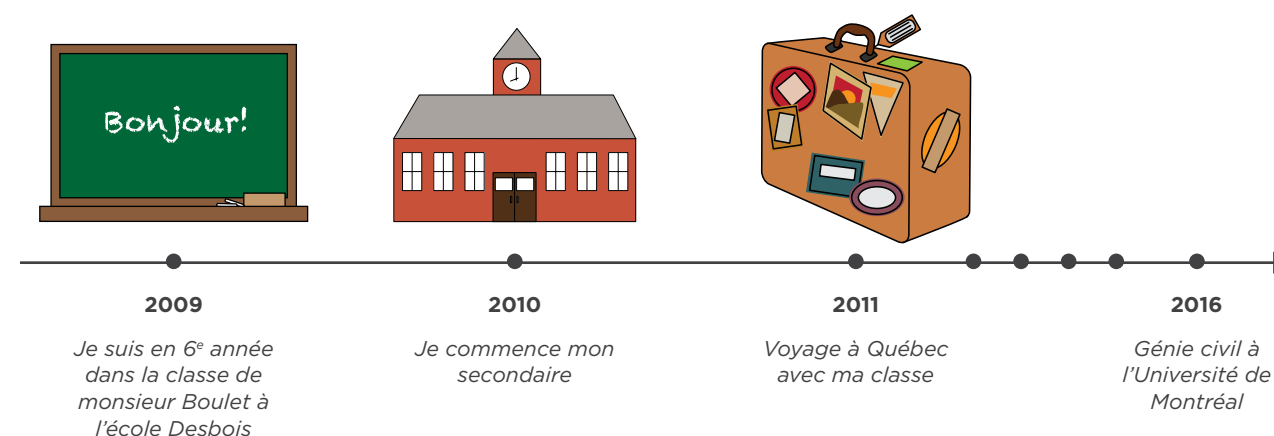 Bonjour!
2009
Je suis en 6e année
dans la classe de
monsieur Boulet à
l'école Desbois
2010
Je commence mon
secondaire
2011
Voyage à Québec
avec ma classe
2016
Génie civil à
l'Université de
Montréal